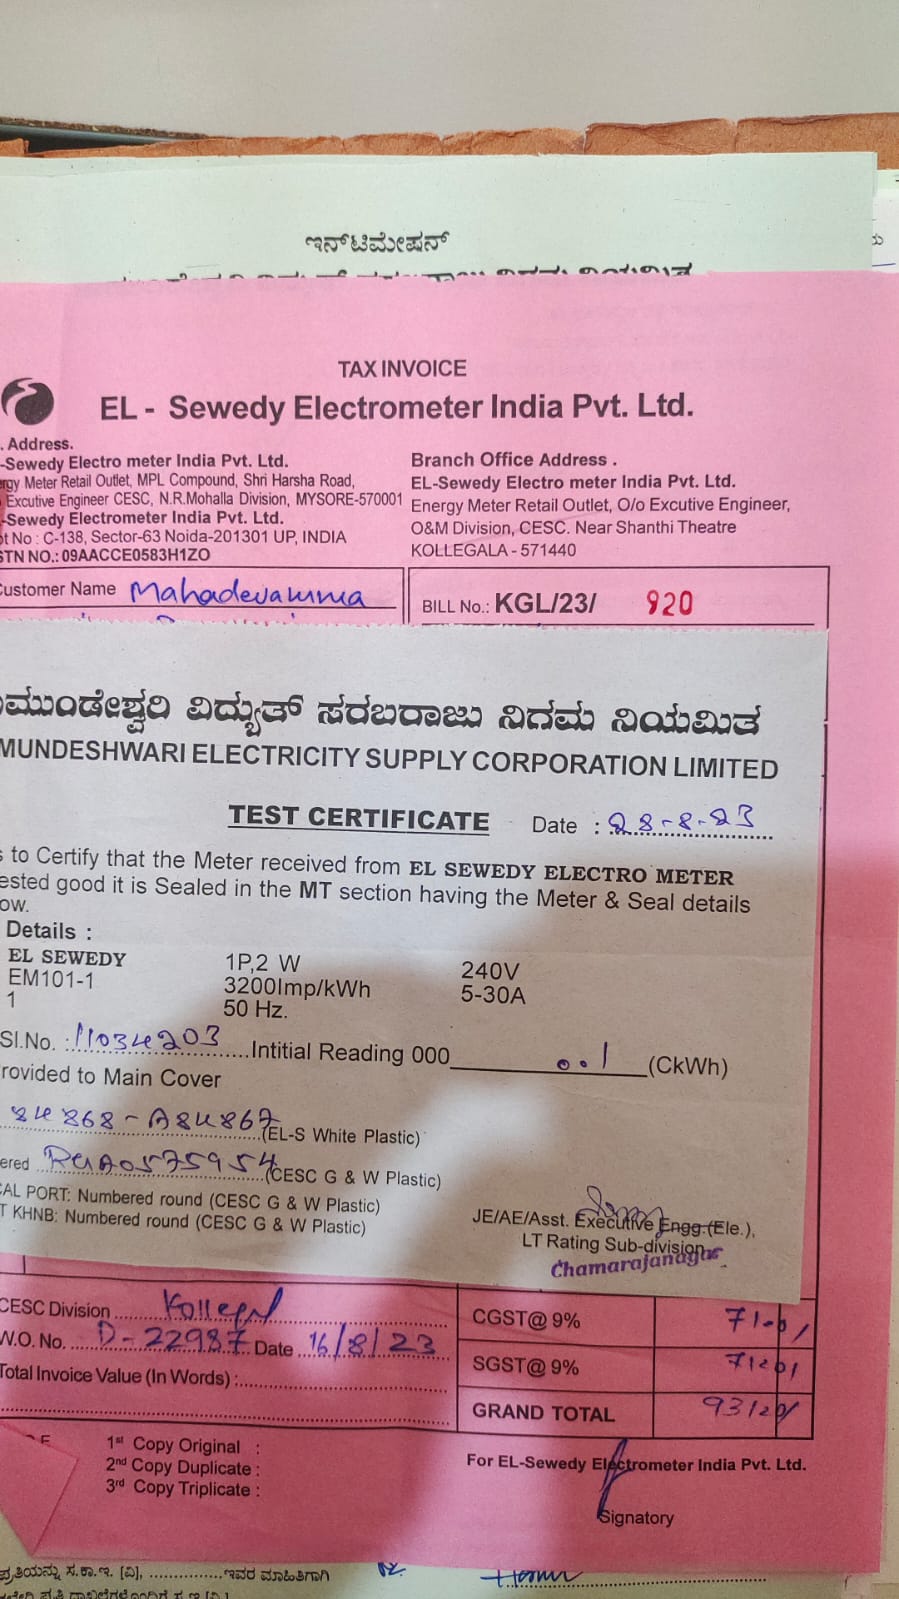 ಇನ್‌ಟಿಮೇಷನ್
TAX INVOICE
EL - Sewedy Electrometer India Pvt. Ltd.
. Address.
-Sewedy Electro meter India Pvt. Ltd.
rgy Meter Retail Outlet, MPL Compound, Shri Harsha Road,
Excutive Engineer CESC, N.R.Mohalla Division, MYSORE-570001
-Sewedy Electrometer India Pvt. Ltd.
ot No : C-138, Sector-63 Noida-201301 UP, INDIA
STN NO.: 09AACCE0583H1ZO
Branch Office Address .
EL-Sewedy Electro meter India Pvt. Ltd.
Energy Meter Retail Outlet, O/o Excutive Engineer,
O&M Division, CESC. Near Shanthi Theatre
KOLLEGALA - 571440
Customer Name Mahadevamma
BILL No.: KGL/23/ 920
ಮುಂಡೇಶ್ವರಿ ವಿದ್ಯುತ್ ಸರಬರಾಜು ನಿಗಮ ನಿಯಮಿತ
MUNDESHWARI ELECTRICITY SUPPLY CORPORATION LIMITED
TEST CERTIFICATE Date : 28-8-23
s to Certify that the Meter received from EL SEWEDY ELECTRO METER
ested good it is Sealed in the MT section having the Meter & Seal details
ow.
Details :
EL SEWEDY 1P,2 W 240V
EM101-1 3200Imp/kWh 5-30A
1 50 Hz.
Sl.No. :11034203 Intitial Reading 000 001 (CkWh)
rovided to Main Cover
84868-A84867 (EL-S White Plastic)
ered (CESC G & W Plastic)
CAL PORT: Numbered round (CESC G & W Plastic)
T KHNB: Numbered round (CESC G & W Plastic)
JE/AE/Asst. Executive Engg.(Ele.),
LT Rating Sub-division
Chamarajanagar
CESC Division Kollegal
W.O. No. D-22987 Date 16/8/23
Total Invoice Value (In Words) :
CGST@ 9% 71
SGST@ 9% 71
GRAND TOTAL 931
1st Copy Original :
2nd Copy Duplicate :
3rd Copy Triplicate :
For EL-Sewedy Electrometer India Pvt. Ltd.
Signatory
ಪ್ರತಿಯನ್ನು ಸ.ಕಾ.ಇ. [ವಿ], ಇವರ ಮಾಹಿತಿಗಾಗಿ